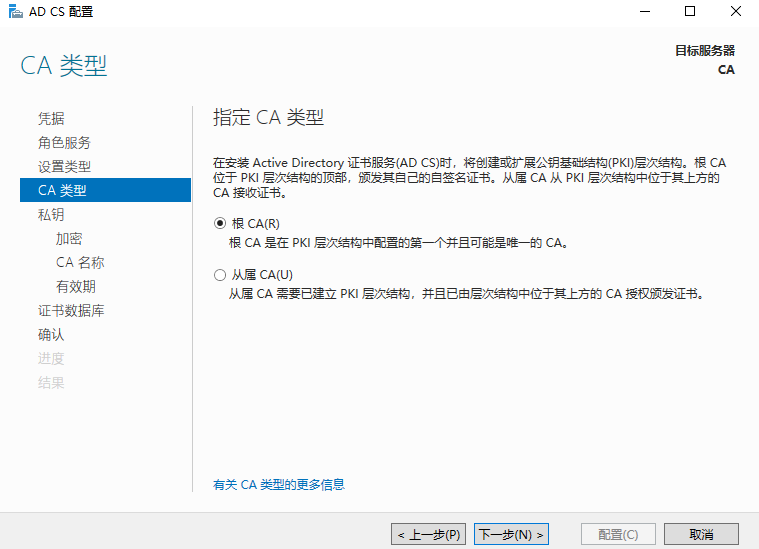 AD CS 配置
CA 类型
目标服务器
CA
凭据
角色服务
设置类型
CA 类型
私钥
加密
CA 名称
有效期
证书数据库
确认
进度
结果
指定 CA 类型
在安装 Active Directory 证书服务(AD CS)时，将创建或扩展公钥基础结构(PKI)层次结构。根 CA
位于 PKI 层次结构的顶部，颁发其自己的自签名证书。从属 CA 从 PKI 层次结构中位于其上方的
CA 接收证书。
根 CA(R)
根 CA 是在 PKI 层次结构中配置的第一个并且可能是唯一的 CA。
从属 CA(U)
从属 CA 需要已建立 PKI 层次结构，并且已由层次结构中位于其上方的 CA 授权颁发证书。
有关 CA 类型的更多信息
< 上一步(P) 下一步(N) > 配置(C) 取消